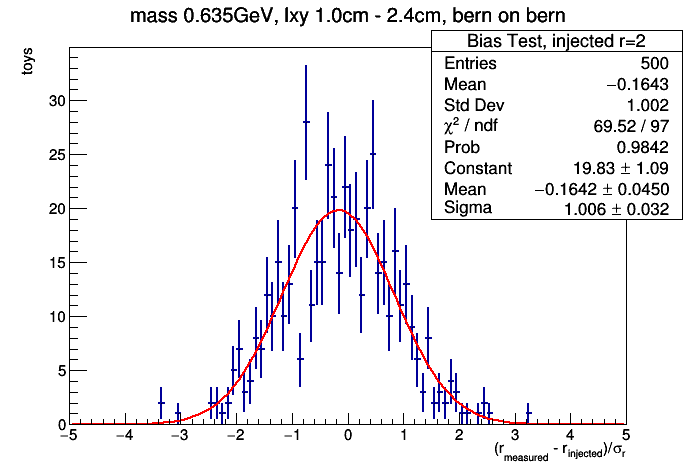 mass 0.635GeV, lxy 1.0cm - 2.4cm, bern on bern
Bias Test, injected r=2
Entries 500
Mean −0.1643
Std Dev 1.002
χ² / ndf 69.52 / 97
Prob 0.9842
Constant 19.83 ± 1.09
Mean −0.1642 ± 0.0450
Sigma 1.006 ± 0.032
toys
30
25
20
15
10
5
0
−5 −4 −3 −2 −1 0 1 2 3 4 5
(r_measured - r_injected)/σ_r